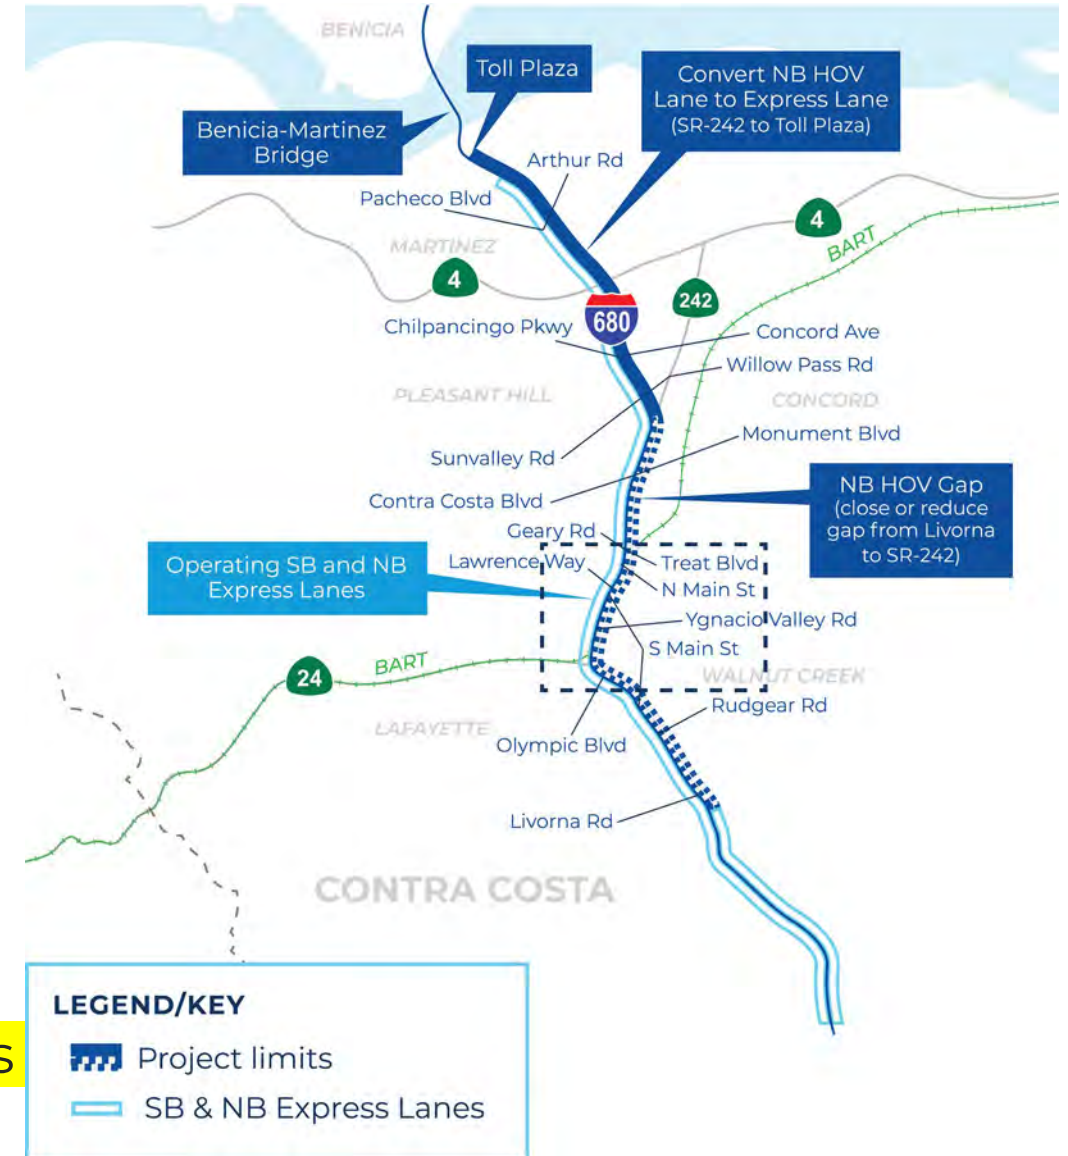 BENICIA
Toll Plaza
Convert NB HOV
Lane to Express Lane
(SR-242 to Toll Plaza)
Benicia-Martinez
Bridge
Arthur Rd
Pacheco Blvd
MARTINEZ
4
4
BART
242
680
Chilpancingo Pkwy
Concord Ave
Willow Pass Rd
PLEASANT HILL
CONCORD
Monument Blvd
Sunvalley Rd
Contra Costa Blvd
NB HOV Gap
(close or reduce
gap from Livorna
to SR-242)
Geary Rd
Lawrence Way
Treat Blvd
Operating SB and NB
Express Lanes
N Main St
Ygnacio Valley Rd
S Main St
24
BART
WALNUT CREEK
LAFAYETTE
Rudgear Rd
Olympic Blvd
Livorna Rd
CONTRA COSTA
LEGEND/KEY
s
Project limits
SB & NB Express Lanes